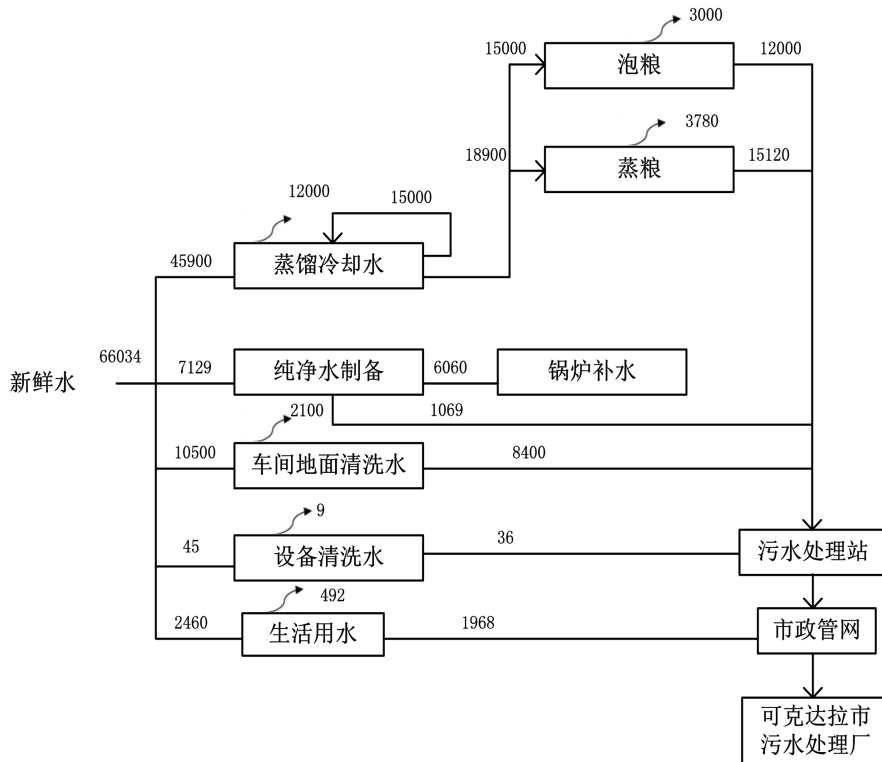 3000
15000
泡粮
12000
3780
18900
蒸粮
15120
12000
15000
45900
蒸馏冷却水
新鲜水
66034
7129
纯净水制备
6060
锅炉补水
2100
1069
10500
车间地面清洗水
8400
9
45
设备清洗水
36
污水处理站
492
2460
生活用水
1968
市政管网
可克达拉市
污水处理厂